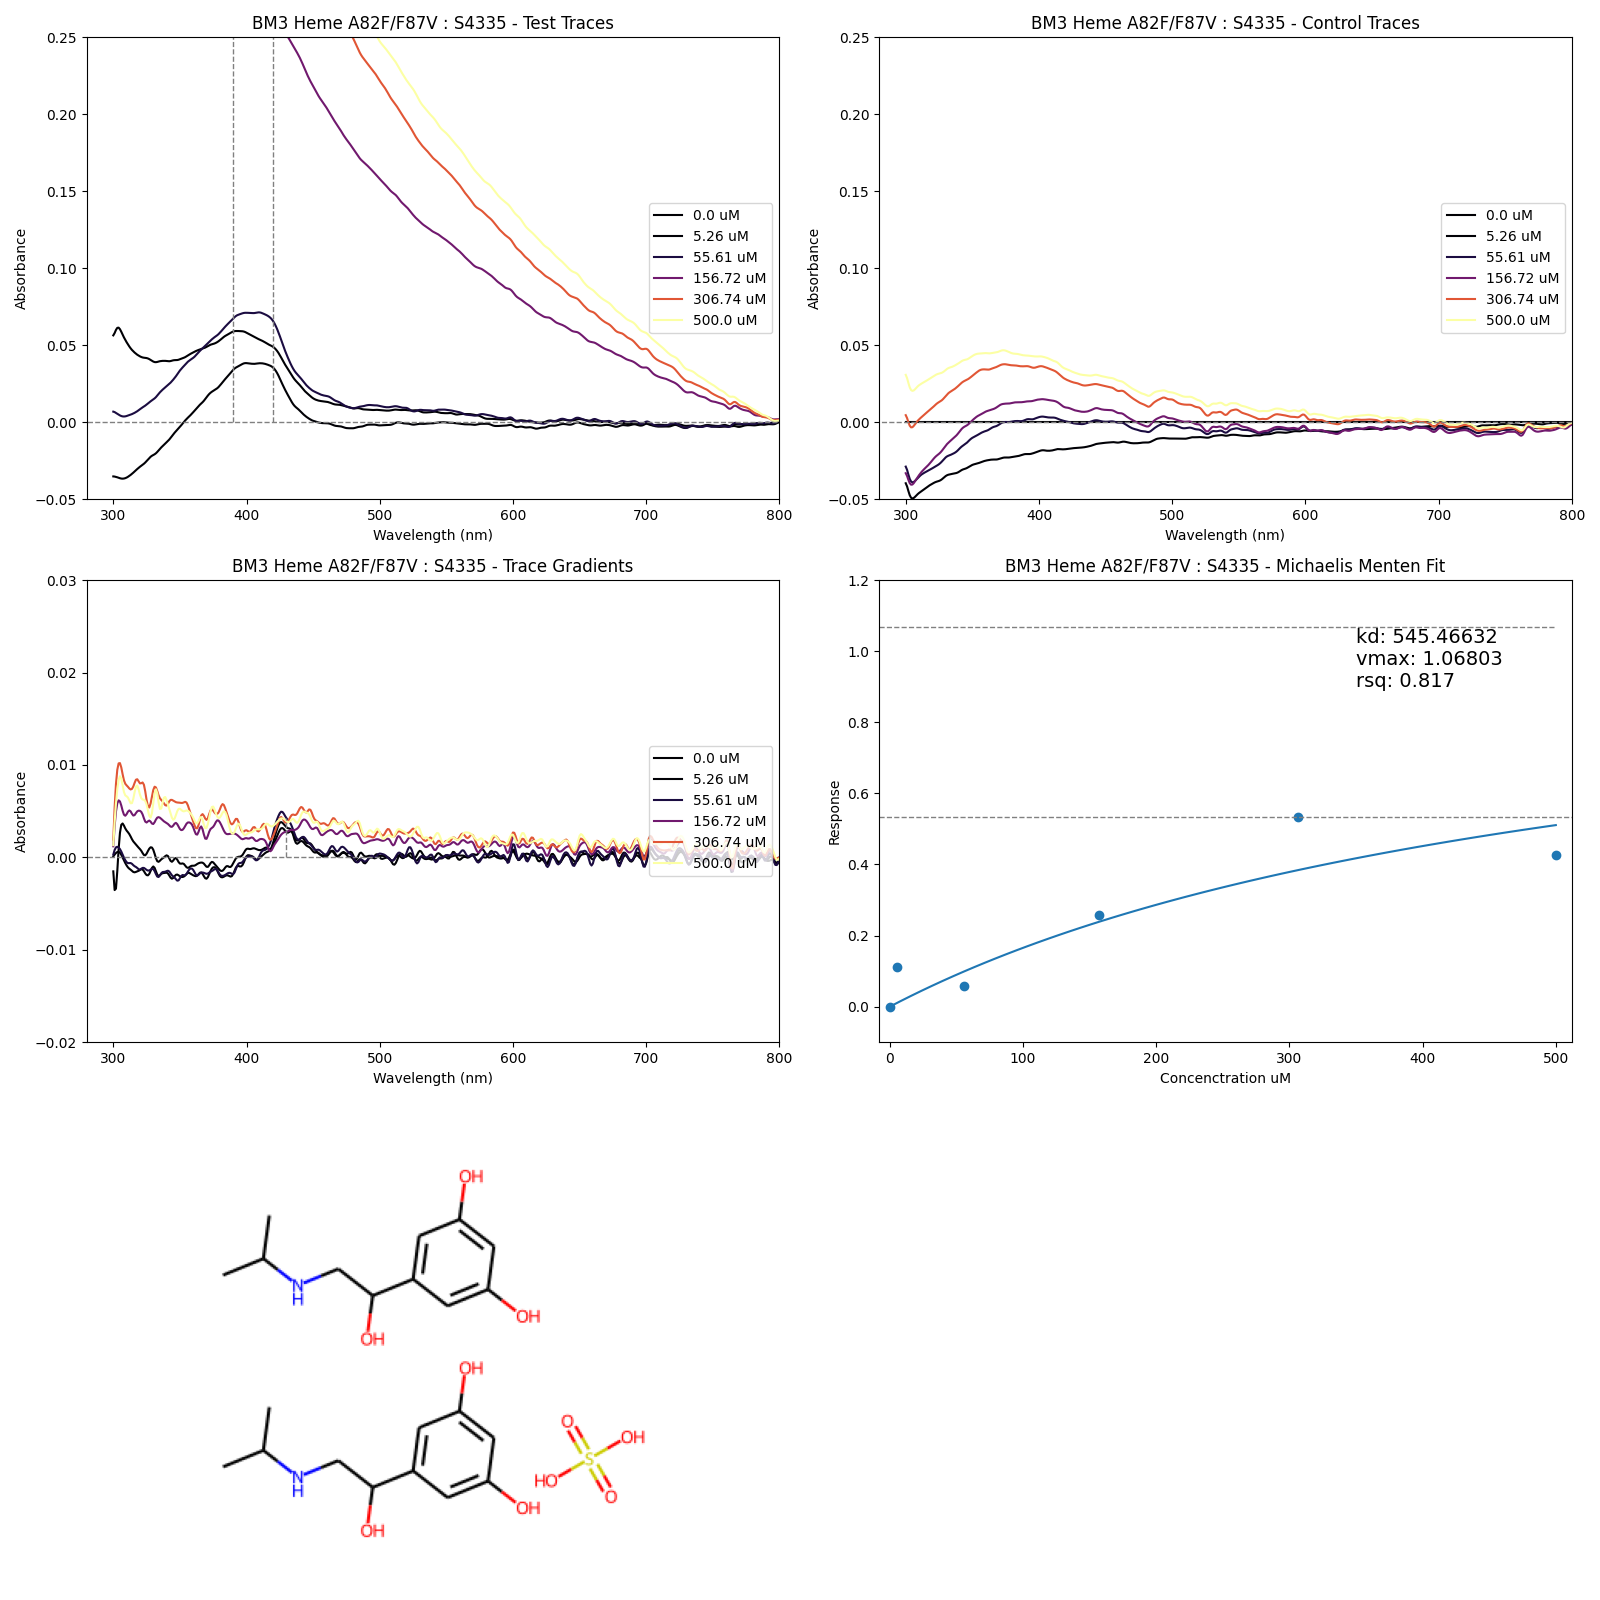 BM3 Heme A82F/F87V : S4335 - Test Traces
0.25
0.20
0.15
0.10
0.05
0.00
−0.05
Absorbance
300
400
500
600
700
800
Wavelength (nm)
0.0 uM
5.26 uM
55.61 uM
156.72 uM
306.74 uM
500.0 uM
BM3 Heme A82F/F87V : S4335 - Control Traces
0.25
0.20
0.15
0.10
0.05
0.00
−0.05
Absorbance
300
400
500
600
700
800
Wavelength (nm)
0.0 uM
5.26 uM
55.61 uM
156.72 uM
306.74 uM
500.0 uM
BM3 Heme A82F/F87V : S4335 - Trace Gradients
0.03
0.02
0.01
0.00
−0.01
−0.02
Absorbance
300
400
500
600
700
800
Wavelength (nm)
0.0 uM
5.26 uM
55.61 uM
156.72 uM
306.74 uM
500.0 uM
BM3 Heme A82F/F87V : S4335 - Michaelis Menten Fit
1.2
1.0
0.8
0.6
0.4
0.2
0.0
Response
0
100
200
300
400
500
Concenctration uM
kd: 545.46632
vmax: 1.06803
rsq: 0.817
OH
N
H
OH
OH
OH
N
H
OH
OH
O
OH
S
HO
O